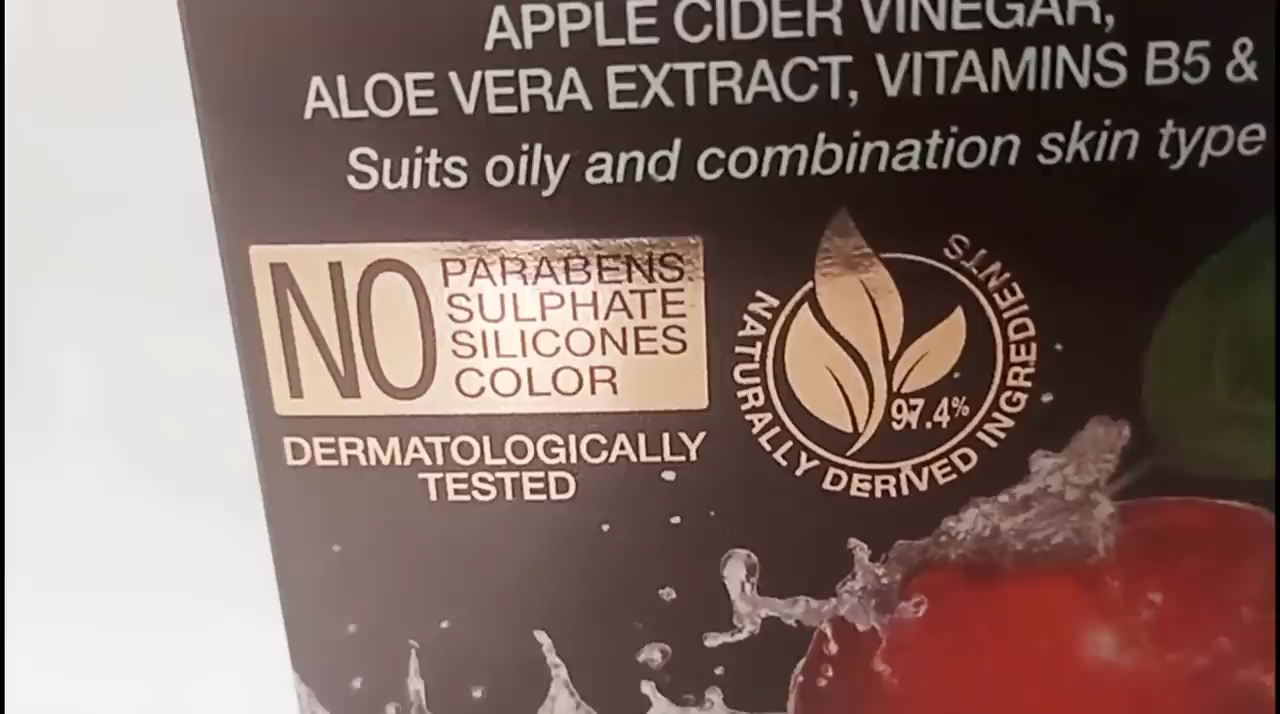 APPLE CIDER VINEGAR,
ALOE VERA EXTRACT, VITAMINS B5 &
Suits oily and combination skin type
NO
PARABENS
SULPHATE
SILICONES
COLOR
DERMATOLOGICALLY
TESTED
NATURALLY DERIVED INGREDIENTS
97.4%